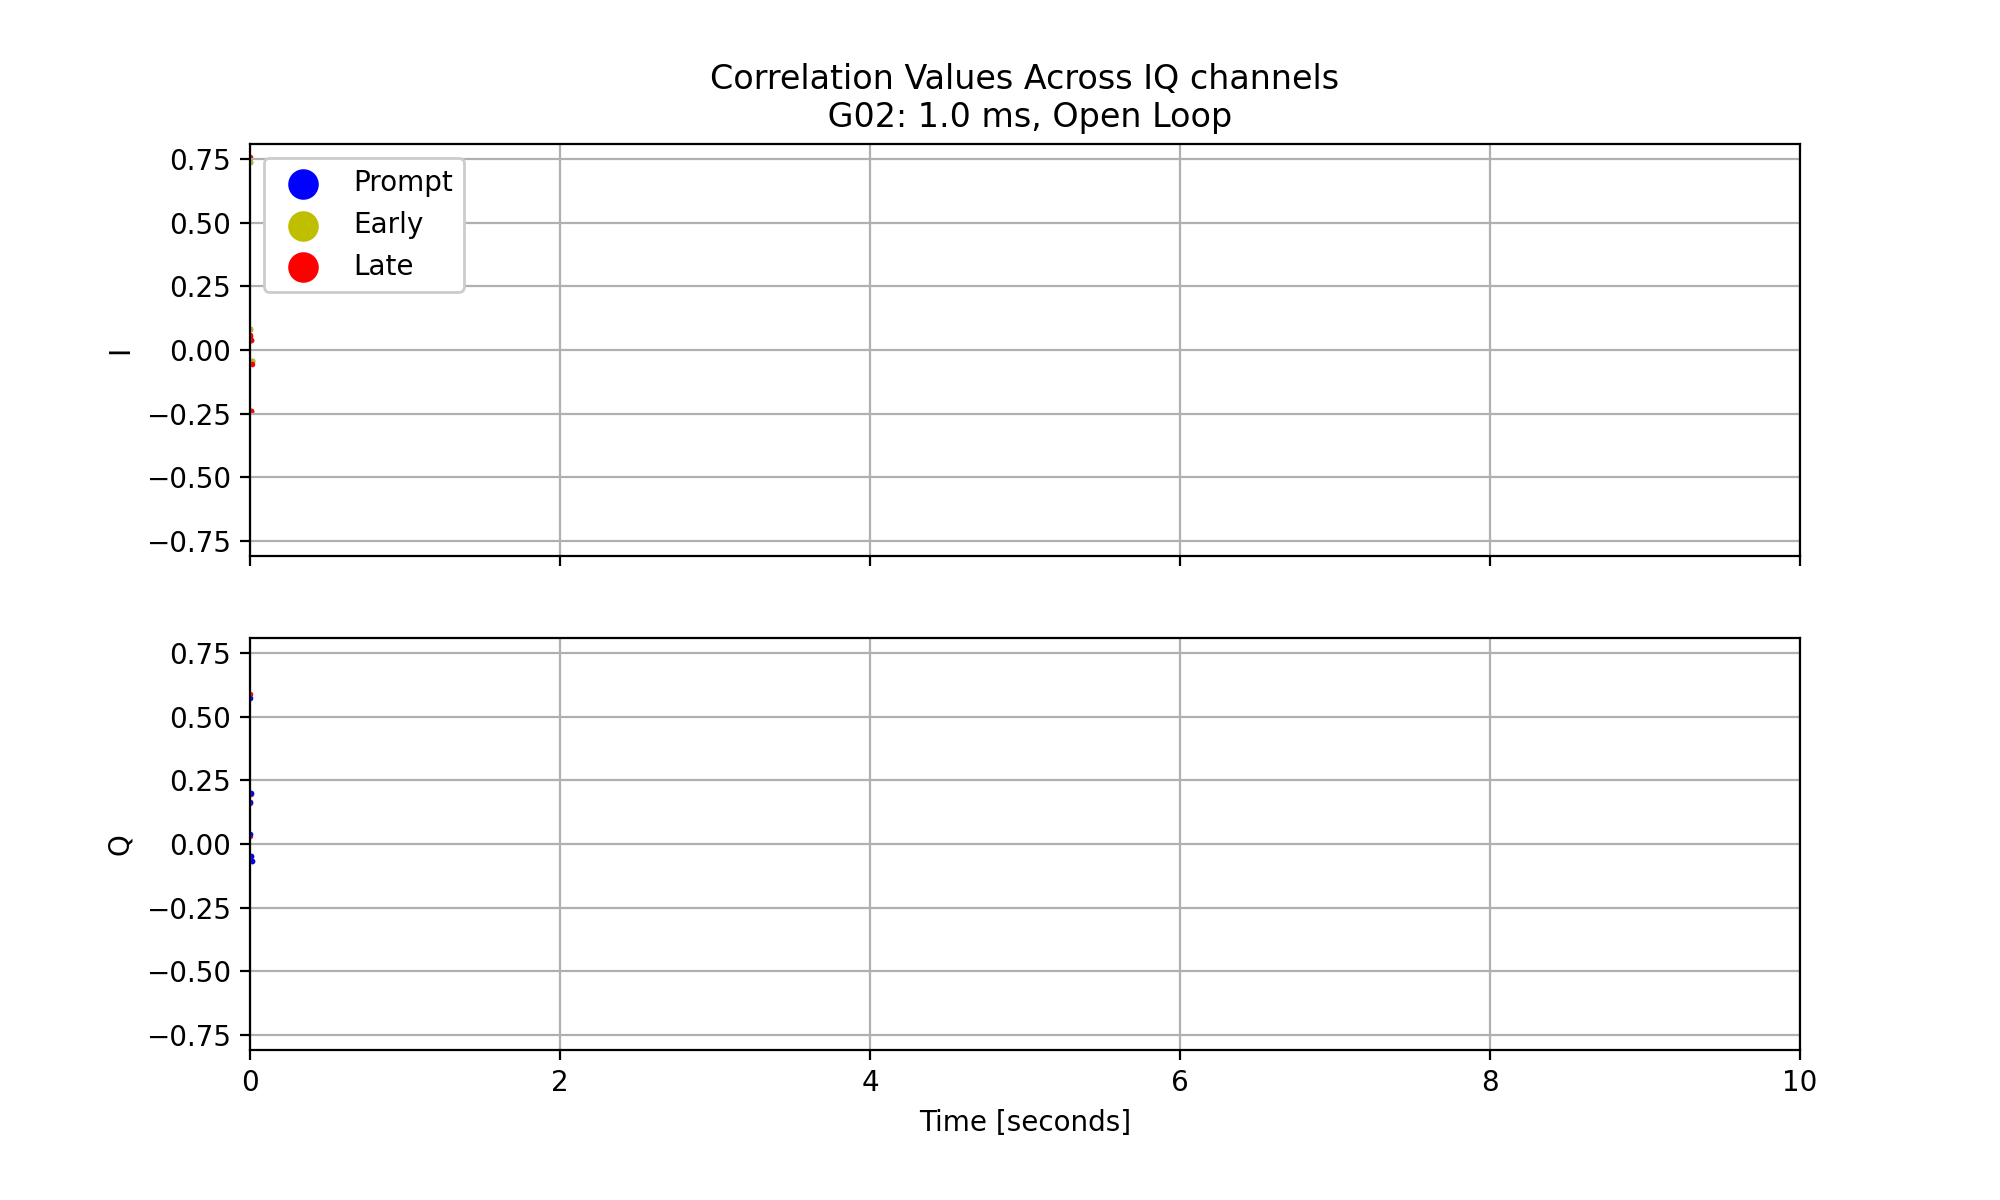 Correlation Values Across IQ channels
G02: 1.0 ms, Open Loop
0.75
0.50
0.25
0.00
−0.25
−0.50
−0.75
I
Prompt
Early
Late
0.75
0.50
0.25
0.00
−0.25
−0.50
−0.75
Q
0 2 4 6 8 10
Time [seconds]